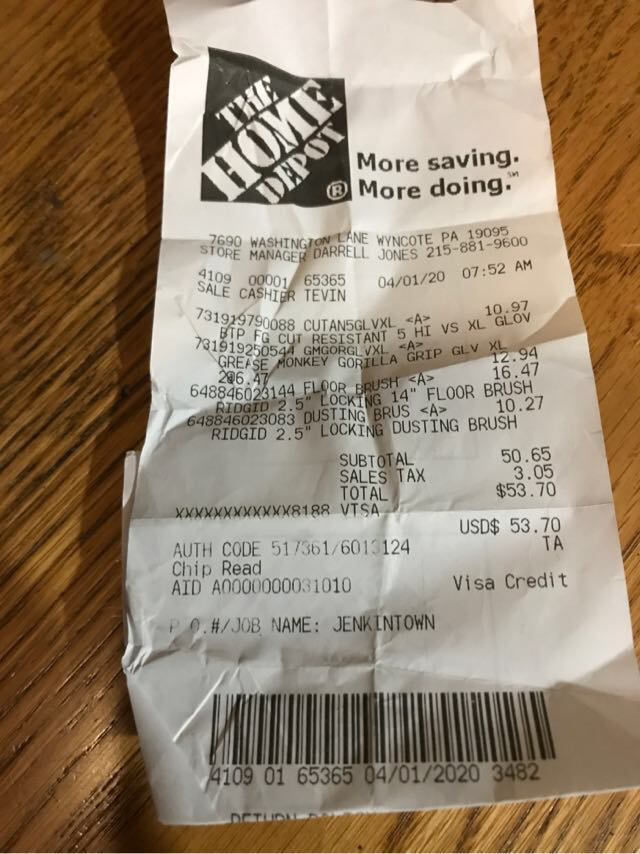 THE
HOME
DEPOT
®
More saving.
More doing.℠
7690 WASHINGTON LANE WYNCOTE PA 19095
STORE MANAGER DARRELL JONES 215-881-9600
4109 00001 65365 04/01/20 07:52 AM
SALE CASHIER TEVIN
731919790088 CUTAN5GLVXL <A> 10.97
BTP FG CUT RESISTANT 5 HI VS XL GLOV
731919250544 GMGORGLVXL <A>
GREASE MONKEY GORILLA GRIP GLV XL
2@6.47 12.94
648846023144 FLOOR BRUSH <A> 16.47
RIDGID 2.5" LOCKING 14" FLOOR BRUSH
648846023083 DUSTING BRUS <A> 10.27
RIDGID 2.5" LOCKING DUSTING BRUSH
SUBTOTAL 50.65
SALES TAX 3.05
TOTAL $53.70
XXXXXXXXXXXX8188 VISA
USD$ 53.70
AUTH CODE 517361/6013124 TA
Chip Read
AID A0000000031010 Visa Credit
P.O.#/JOB NAME: JENKINTOWN
4109 01 65365 04/01/2020 3482